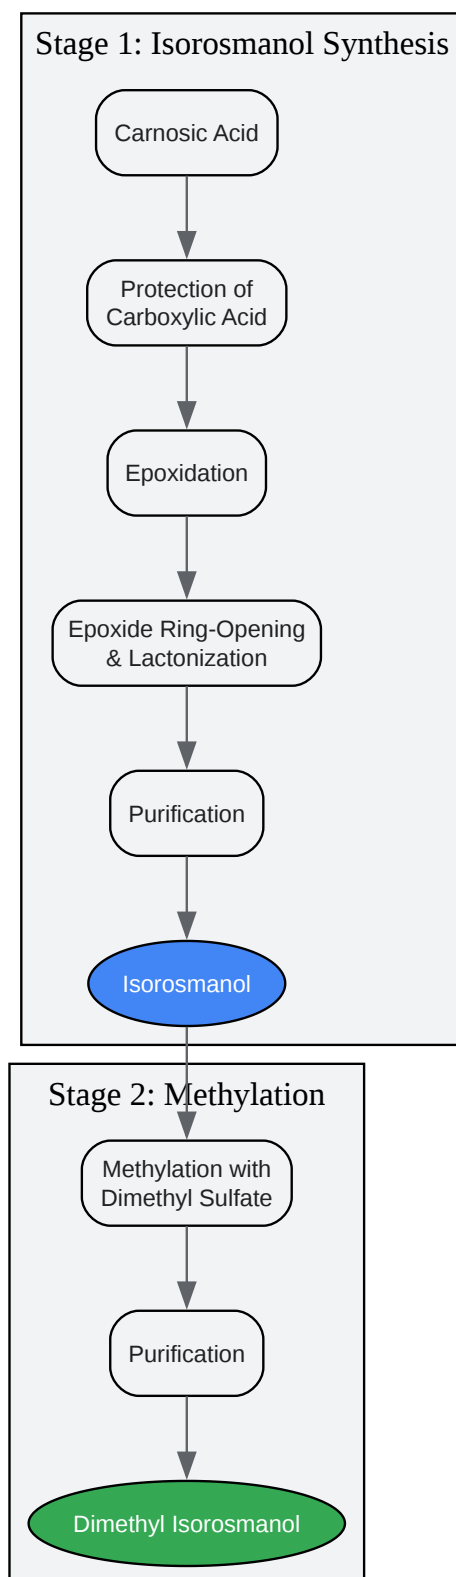 Stage 1: Isorosmanol Synthesis
Carnosic Acid
Protection of
Carboxylic Acid
Epoxidation
Epoxide Ring-Opening
& Lactonization
Purification
Isorosmanol
Stage 2: Methylation
Methylation with
Dimethyl Sulfate
Purification
Dimethyl Isorosmanol